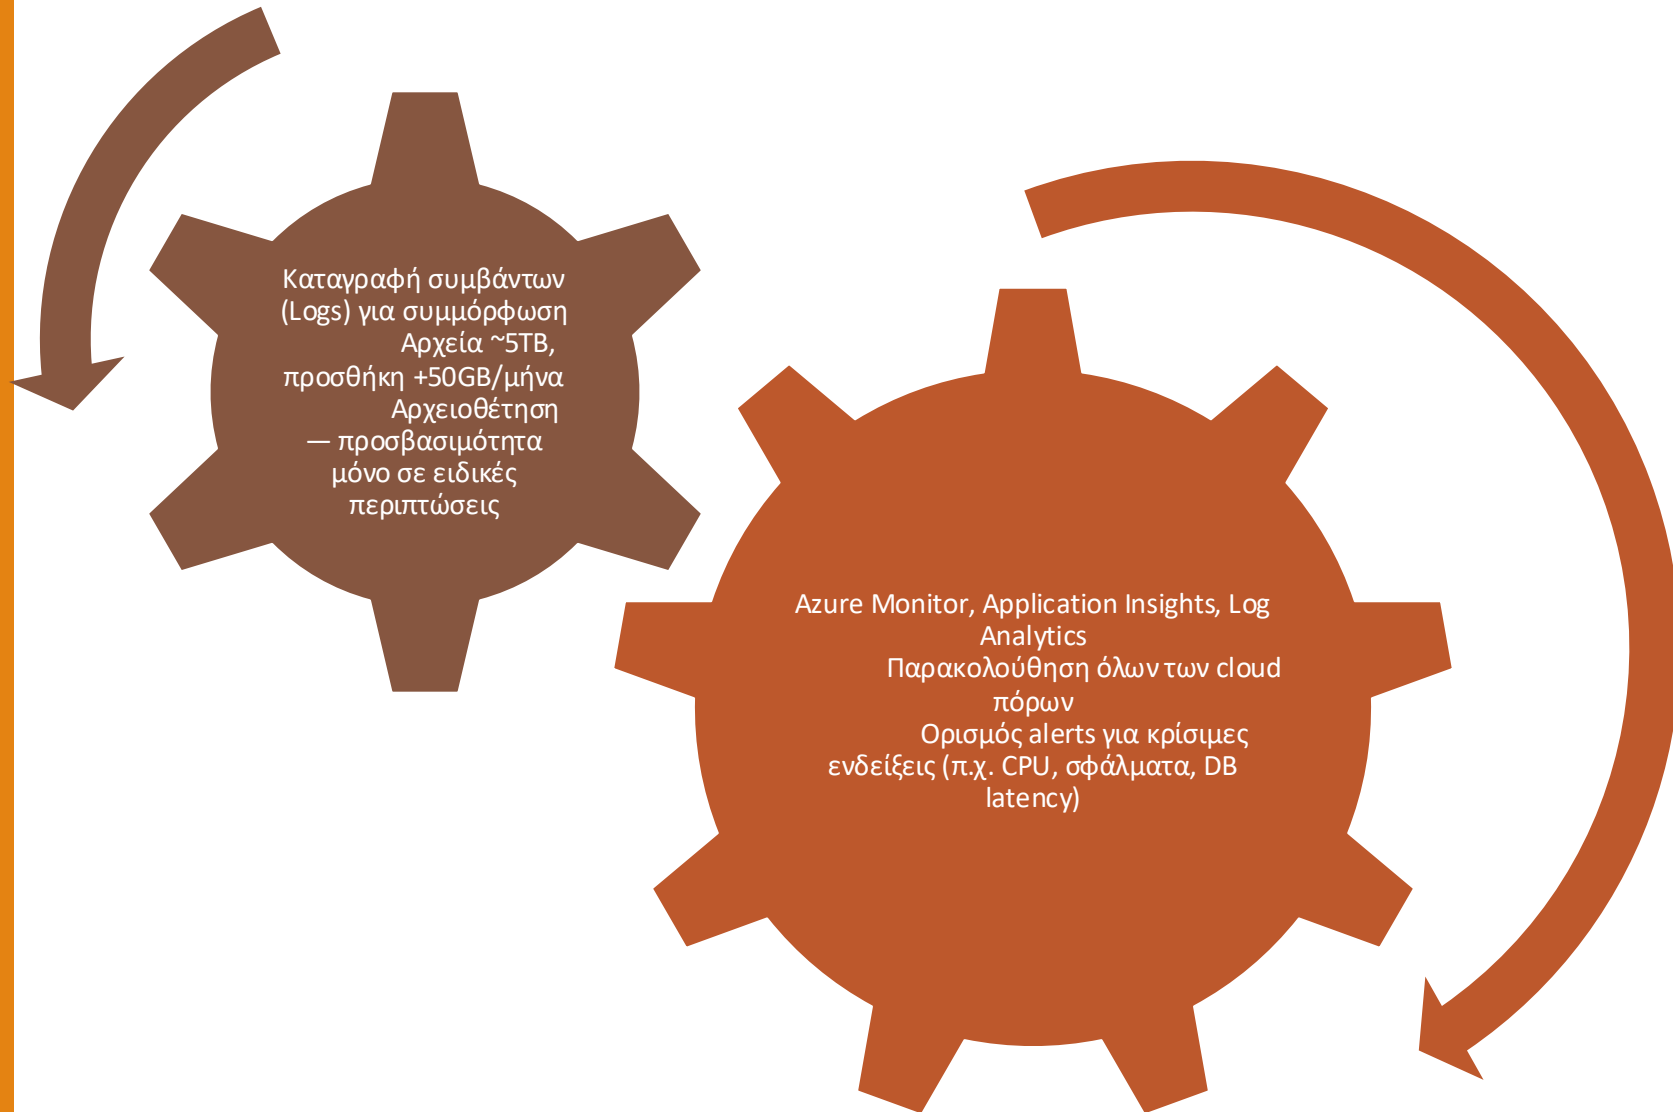 Καταγραφή συμβάντων
(Logs) για συμμόρφωση
Αρχεία ~5TB,
προσθήκη +50GB/μήνα
Αρχειοθέτηση
— προσβασιμότητα
μόνο σε ειδικές
περιπτώσεις
Azure Monitor, Application Insights, Log
Analytics
Παρακολούθηση όλων των cloud
πόρων
Ορισμός alerts για κρίσιμες
ενδείξεις (π.χ. CPU, σφάλματα, DB
latency)